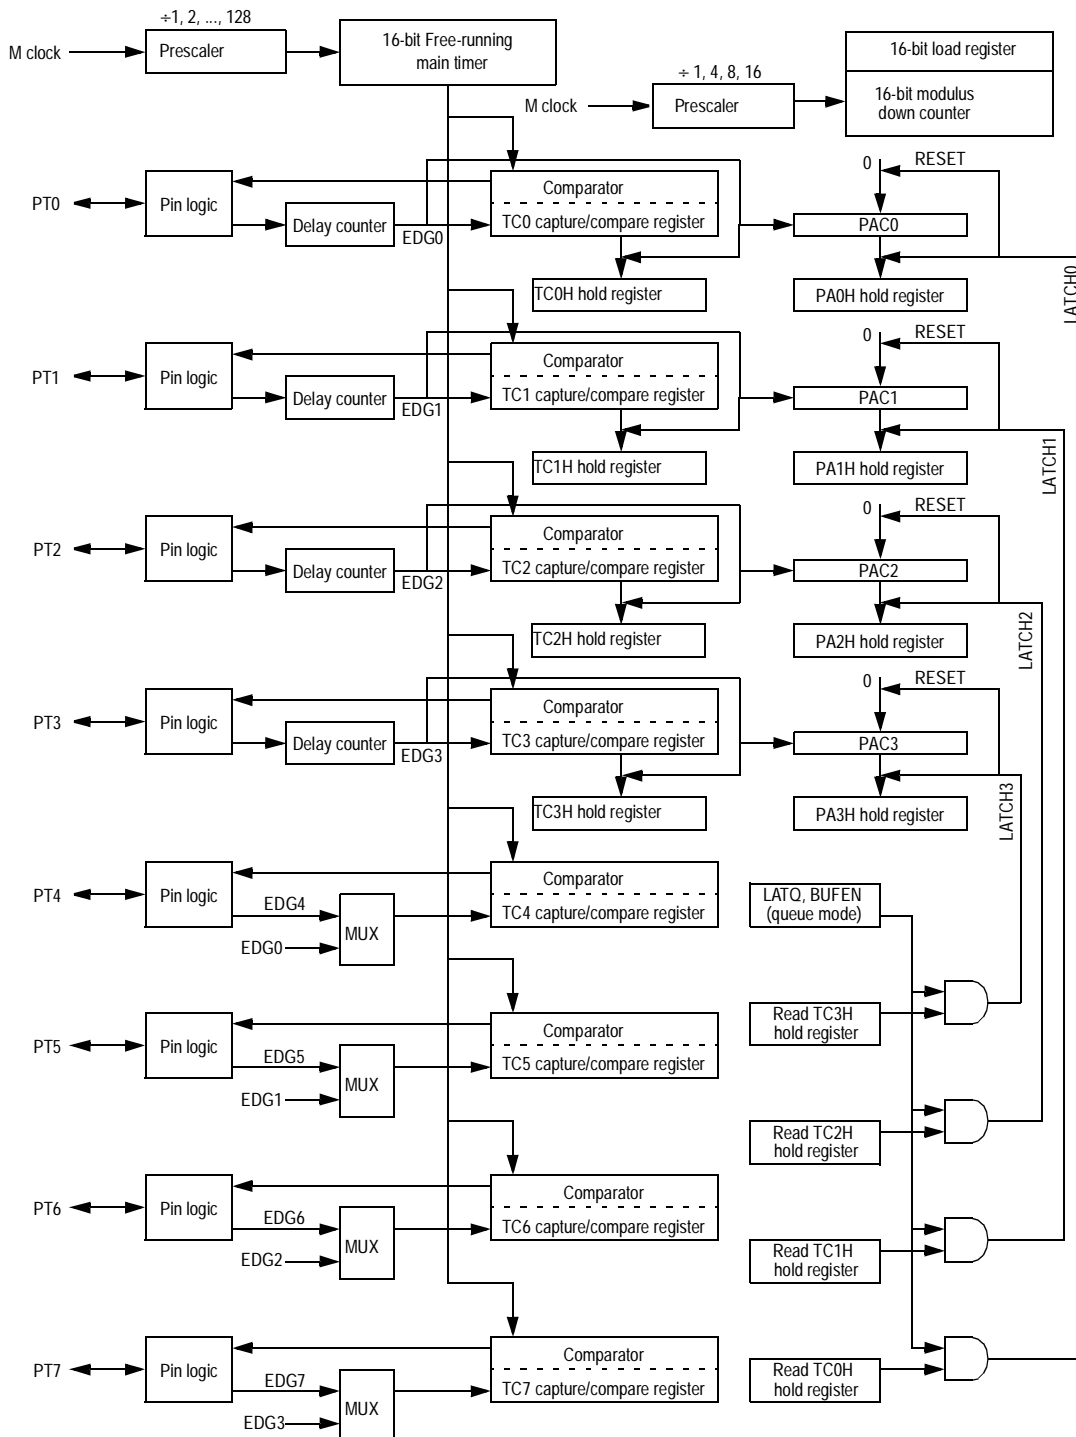 ÷1, 2, ..., 128
M clock
Prescaler
16-bit Free-running
main timer
÷ 1, 4, 8, 16
M clock
Prescaler
16-bit load register
16-bit modulus
down counter
PT0
Pin logic
Delay counter
EDG0
Comparator
TC0 capture/compare register
TC0H hold register
0
RESET
PAC0
PA0H hold register
LATCH0
PT1
Pin logic
Delay counter
EDG1
Comparator
TC1 capture/compare register
TC1H hold register
0
RESET
PAC1
PA1H hold register
LATCH1
PT2
Pin logic
Delay counter
EDG2
Comparator
TC2 capture/compare register
TC2H hold register
0
RESET
PAC2
PA2H hold register
LATCH2
PT3
Pin logic
Delay counter
EDG3
Comparator
TC3 capture/compare register
TC3H hold register
0
RESET
PAC3
PA3H hold register
LATCH3
PT4
Pin logic
EDG4
EDG0
MUX
Comparator
TC4 capture/compare register
LATQ, BUFEN
(queue mode)
Read TC3H
hold register
PT5
Pin logic
EDG5
EDG1
MUX
Comparator
TC5 capture/compare register
Read TC2H
hold register
PT6
Pin logic
EDG6
EDG2
MUX
Comparator
TC6 capture/compare register
Read TC1H
hold register
PT7
Pin logic
EDG7
EDG3
MUX
Comparator
TC7 capture/compare register
Read TC0H
hold register